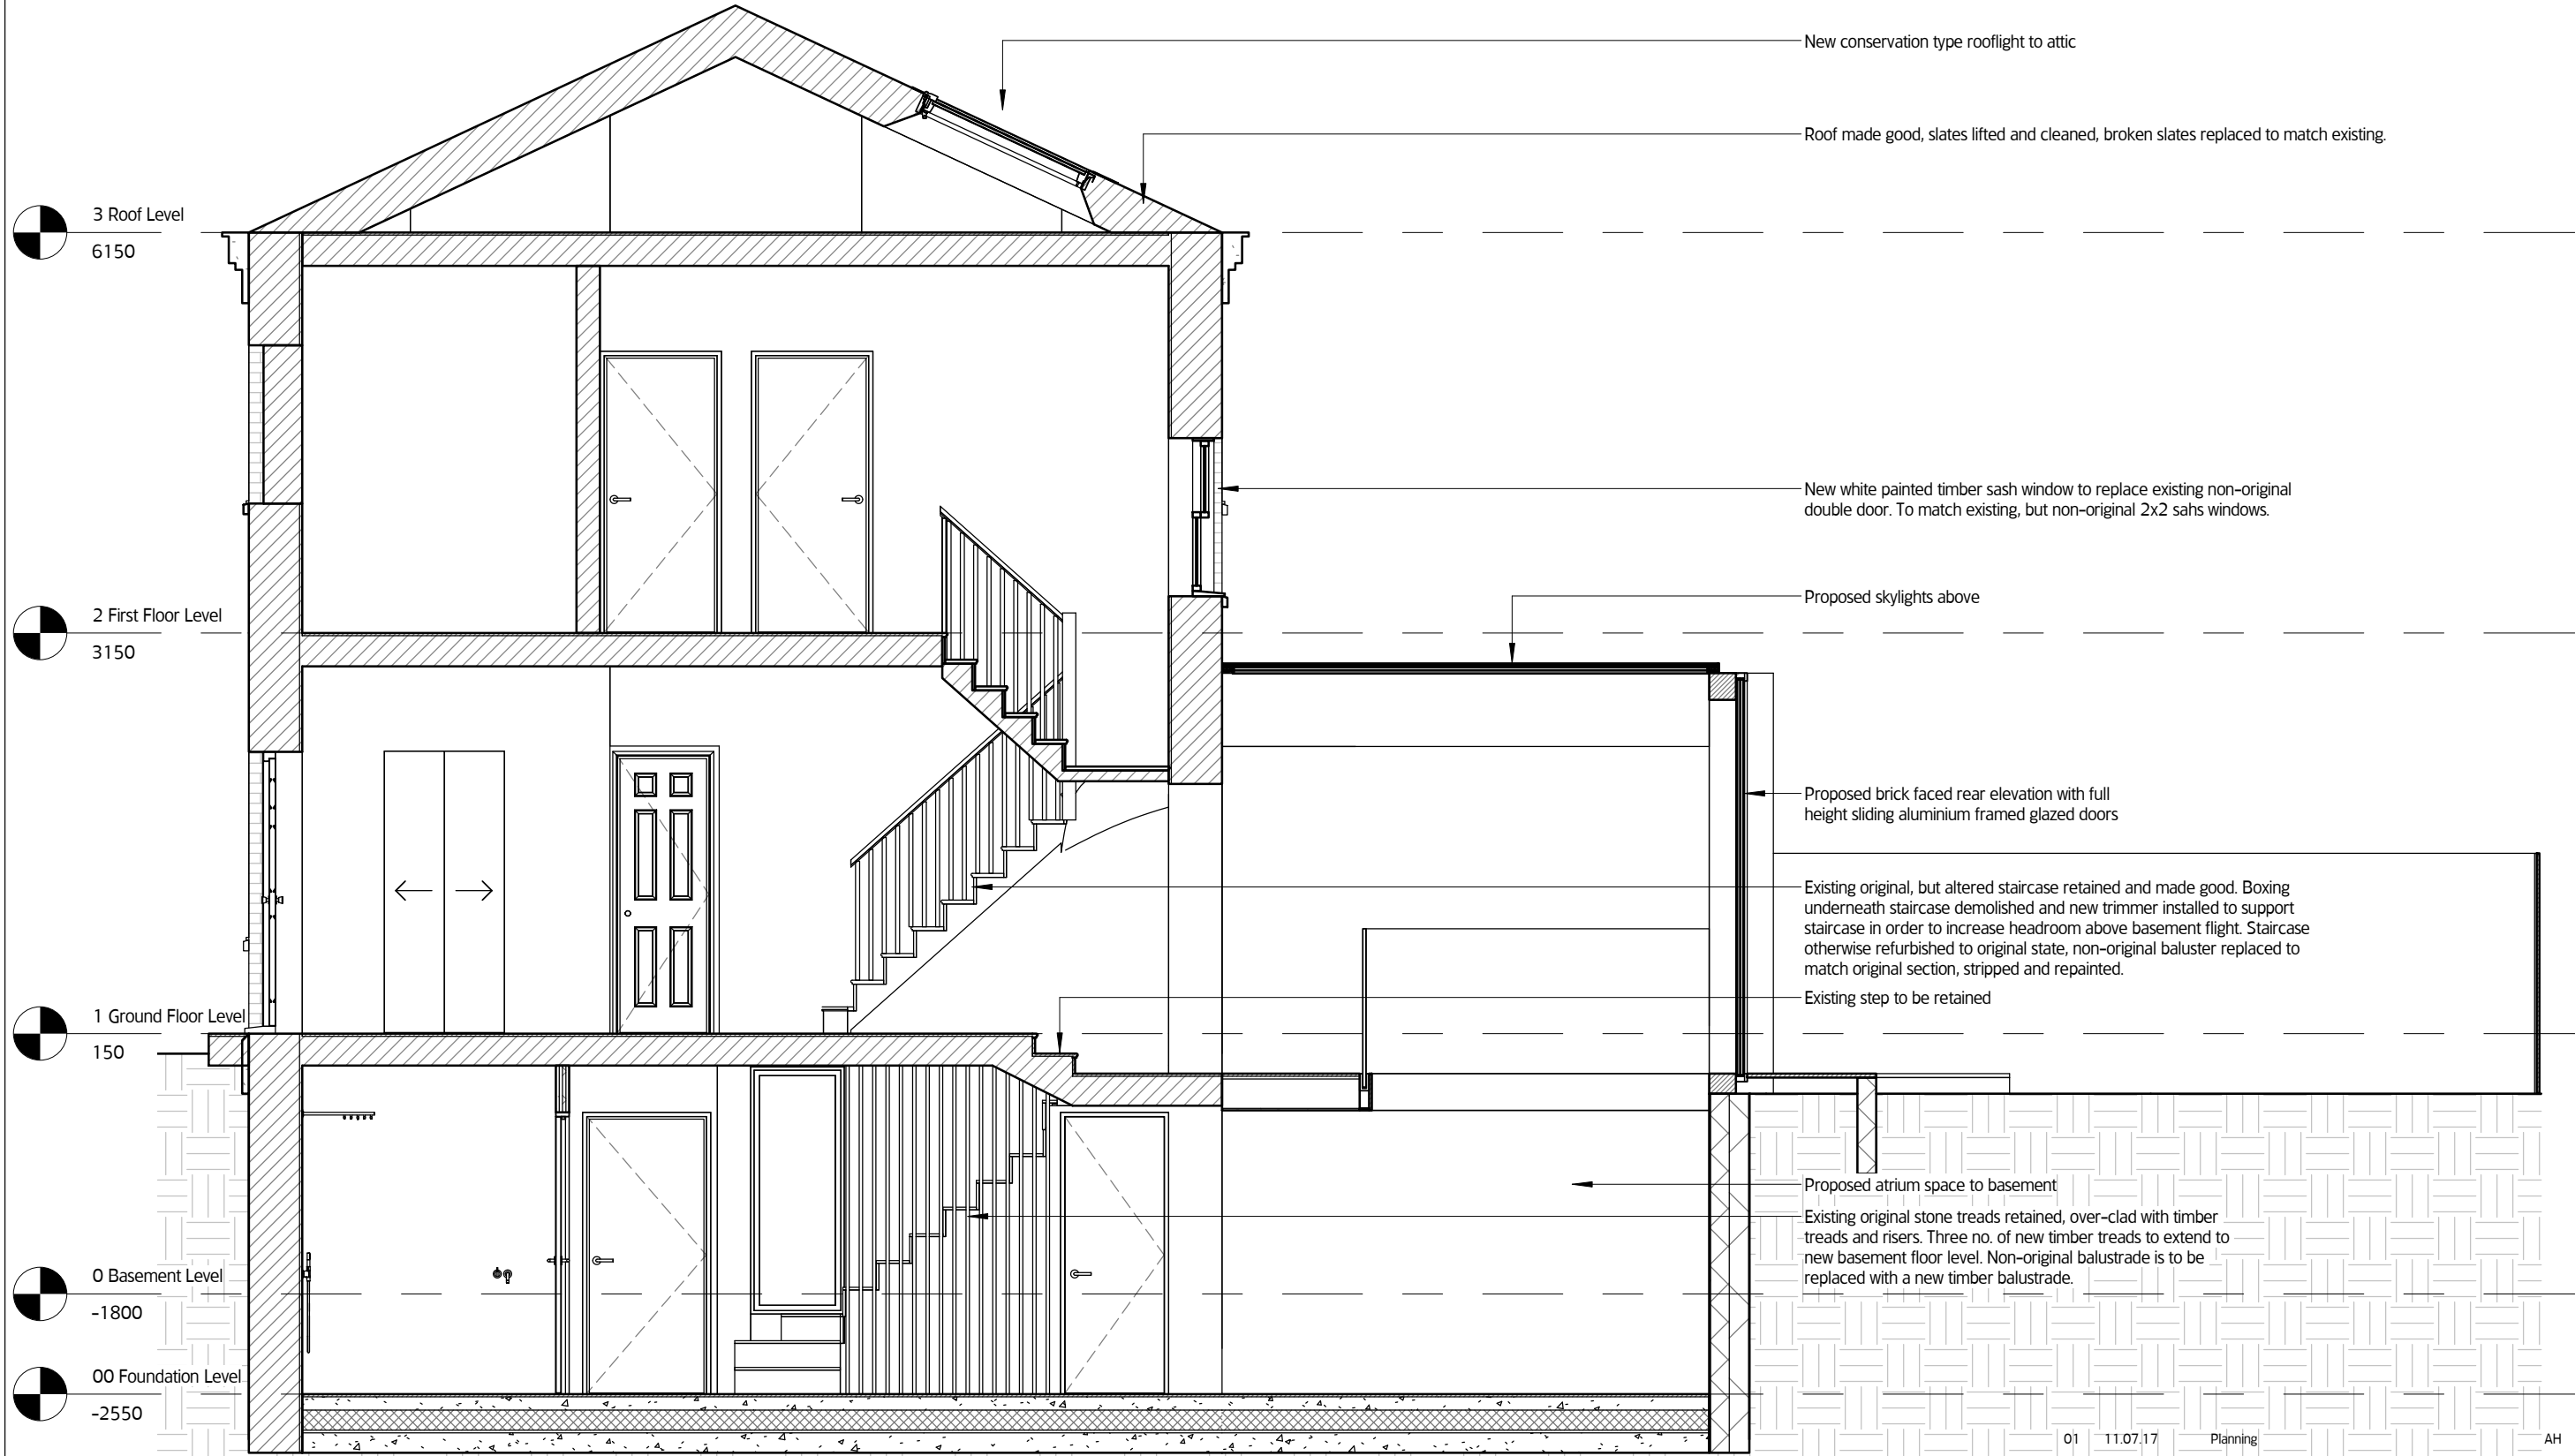 New conservation type rooflight to attic
Roof made good, slates lifted and cleaned, broken slates replaced to match existing.
3 Roof Level
6150
New white painted timber sash window to replace existing non-original
double door. To match existing, but non-original 2x2 sahs windows.
Proposed skylights above
2 First Floor Level
3150
Proposed brick faced rear elevation with full
height sliding aluminium framed glazed doors
Existing original, but altered staircase retained and made good. Boxing
underneath staircase demolished and new trimmer installed to support
staircase in order to increase headroom above basement flight. Staircase
otherwise refurbished to original state, non-original baluster replaced to
match original section, stripped and repainted.
Existing step to be retained
1 Ground Floor Level
150
Proposed atrium space to basement
Existing original stone treads retained, over-clad with timber
treads and risers. Three no. of new timber treads to extend to
new basement floor level. Non-original balustrade is to be
replaced with a new timber balustrade.
0 Basement Level
-1800
00 Foundation Level
-2550
01 11.07.17 Planning AH